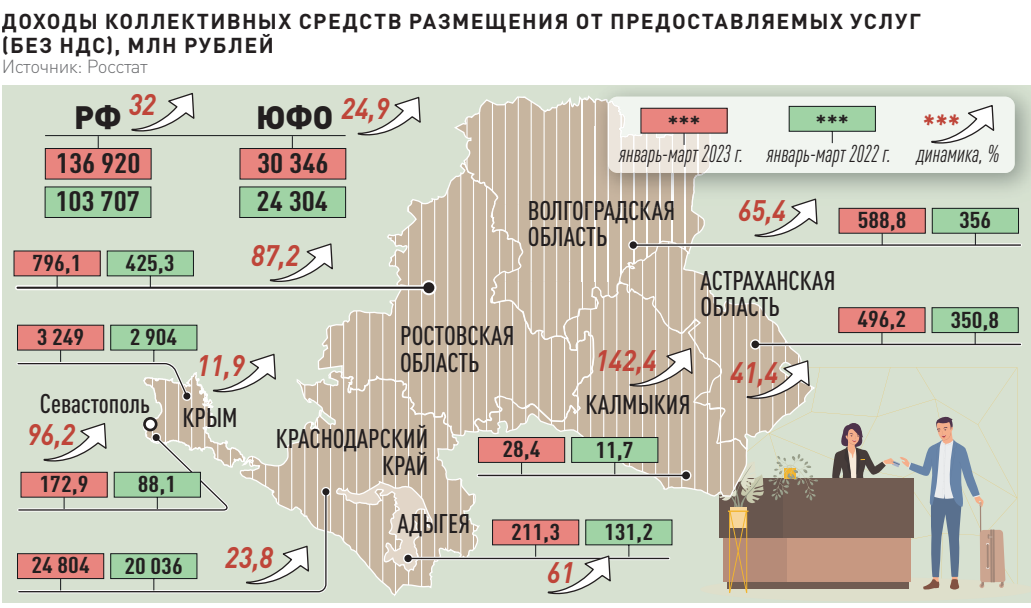 ДОХОДЫ КОЛЛЕКТИВНЫХ СРЕДСТВ РАЗМЕЩЕНИЯ ОТ ПРЕДОСТАВЛЯЕМЫХ УСЛУГ
(БЕЗ НДС), МЛН РУБЛЕЙ
Источник: Росстат
РФ 32
136 920
103 707
ЮФО 24,9
30 346
24 304
*** *** ***
январь-март 2023 г. январь-март 2022 г. динамика, %
ВОЛГОГРАДСКАЯ
ОБЛАСТЬ
65,4
588,8 356
796,1 425,3
87,2
РОСТОВСКАЯ
ОБЛАСТЬ
АСТРАХАНСКАЯ
ОБЛАСТЬ
496,2 350,8
41,4
3 249 2 904
11,9
КРЫМ
142,4
КАЛМЫКИЯ
28,4 11,7
Севастополь
96,2
172,9 88,1
КРАСНОДАРСКИЙ
КРАЙ
24 804 20 036
23,8
АДЫГЕЯ
211,3 131,2
61